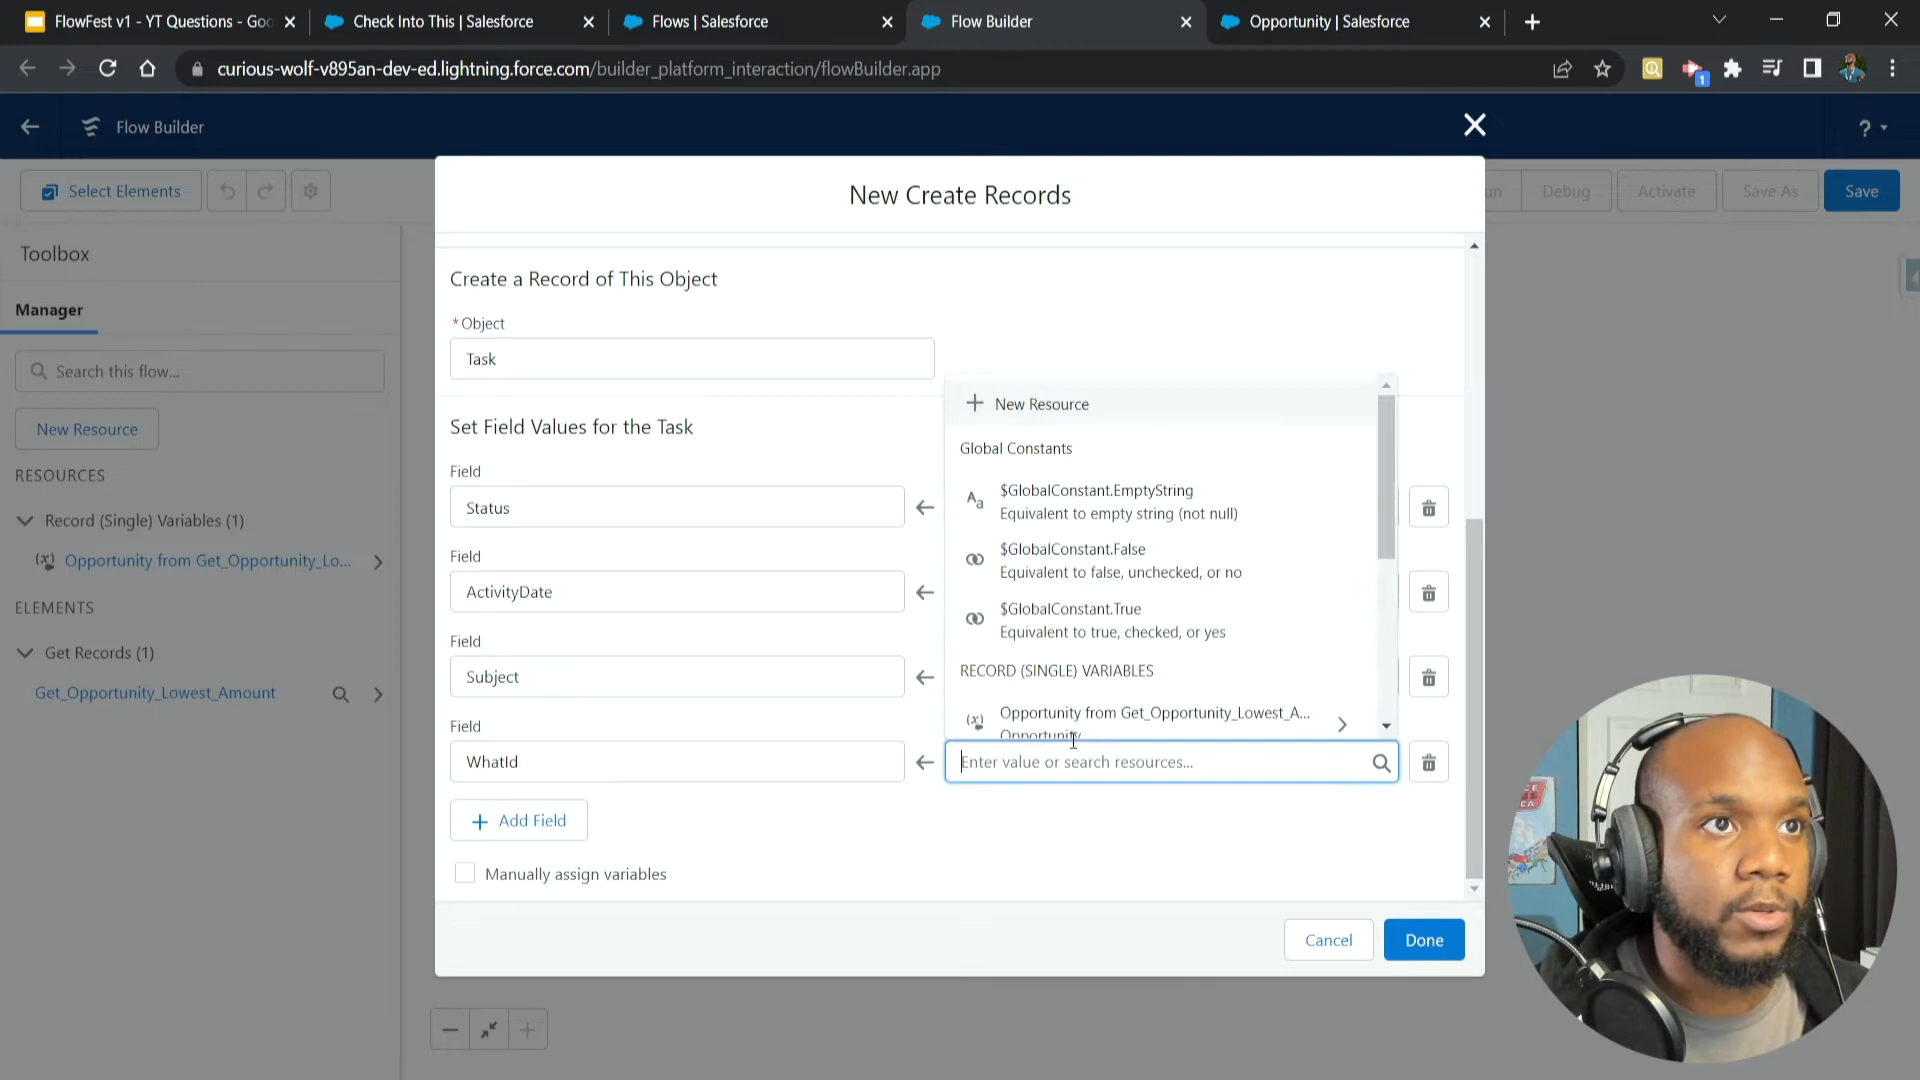 FlowFest v1 - YT Questions - Goo
Check Into This | Salesforce
Flows | Salesforce
Flow Builder
Opportunity | Salesforce
curious-wolf-v895an-dev-ed.lightning.force.com/builder_platform_interaction/flowBuilder.app
1
Flow Builder
?
Select Elements
Debug
Activate
Save As
Save
New Create Records
Toolbox
Manager
Search this flow...
New Resource
RESOURCES
Record (Single) Variables (1)
Opportunity from Get_Opportunity_Lo...
ELEMENTS
Get Records (1)
Get_Opportunity_Lowest_Amount
Create a Record of This Object
*Object
Task
Set Field Values for the Task
Field
Status
Field
ActivityDate
Field
Subject
Field
WhatId
New Resource
Global Constants
$GlobalConstant.EmptyString
Equivalent to empty string (not null)
$GlobalConstant.False
Equivalent to false, unchecked, or no
$GlobalConstant.True
Equivalent to true, checked, or yes
RECORD (SINGLE) VARIABLES
Opportunity from Get_Opportunity_Lowest_A...
Opportunity
Enter value or search resources...
+ Add Field
Manually assign variables
Cancel
Done